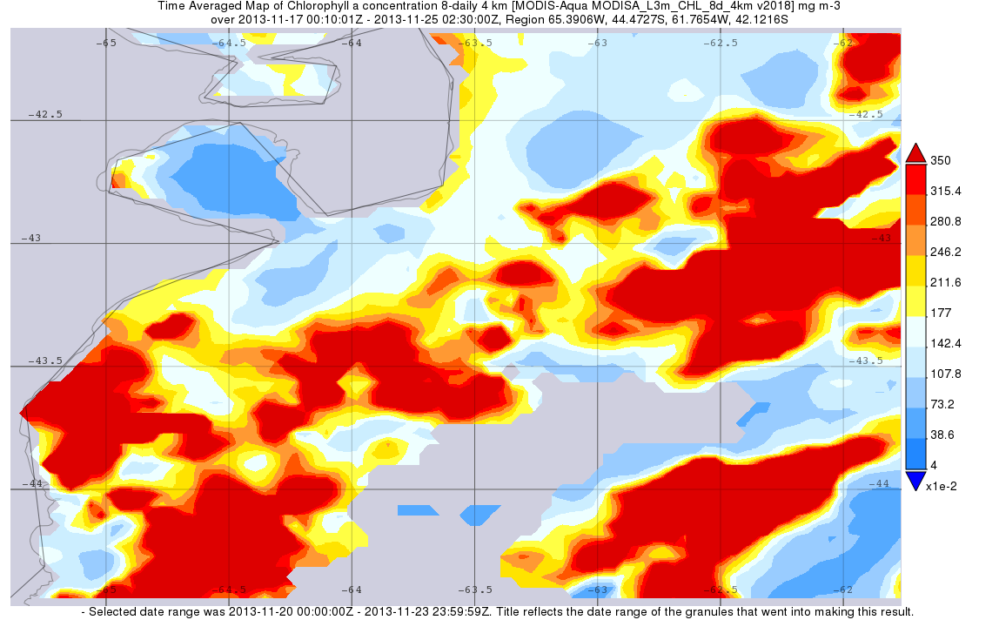 Time Averaged Map of Chlorophyll a concentration 8-daily 4 km [MODIS-Aqua MODISA_L3m_CHL_8d_4km v2018] mg m-3
over 2013-11-17 00:10:01Z - 2013-11-25 02:30:00Z, Region 65.3906W, 44.4727S, 61.7654W, 42.1216S
-65 -64.5 -64 -63.5 -63 -62.5 -62
-42.5 -42.5
350
315.4
280.8
-43 -43
246.2
211.6
177
142.4
-43.5 -43.5
107.8
73.2
38.6
4
-44 -44
x1e-2
-65 -64.5 -64 -63.5 -63 -62.5 -62
- Selected date range was 2013-11-20 00:00:00Z - 2013-11-23 23:59:59Z. Title reflects the date range of the granules that went into making this result.